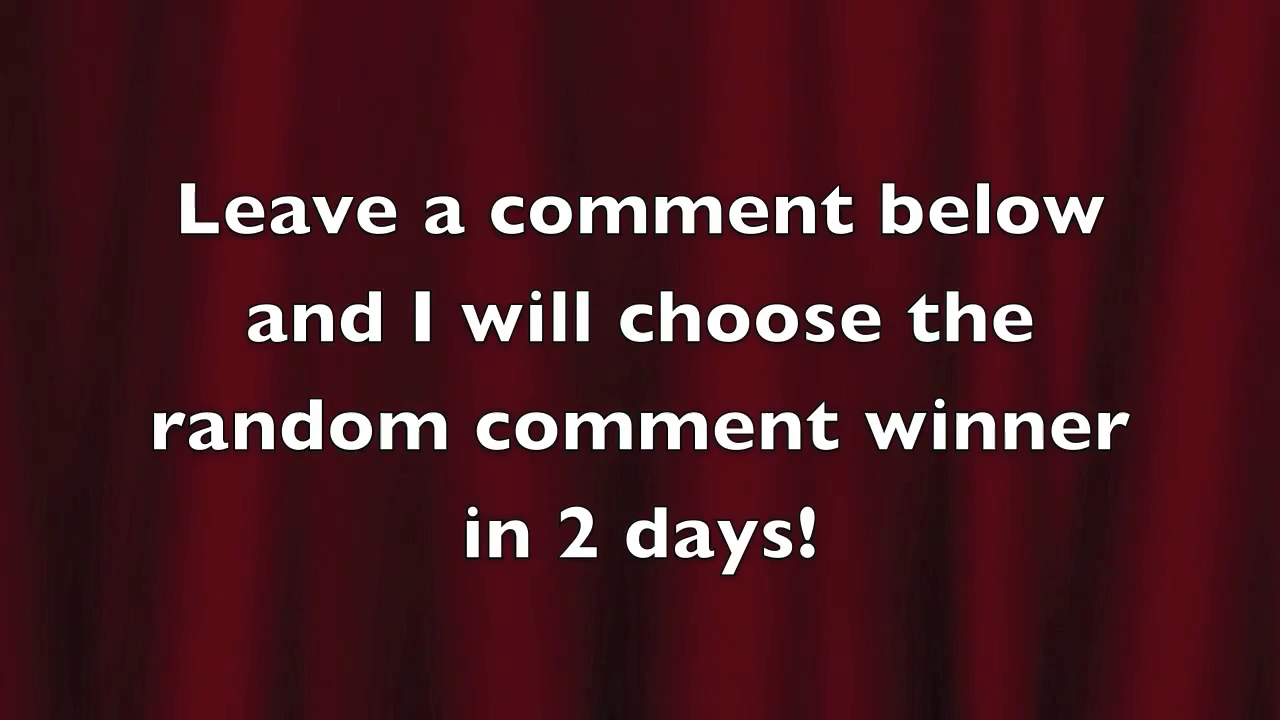 Leave a comment below
and I will choose the
random comment winner
in 2 days!